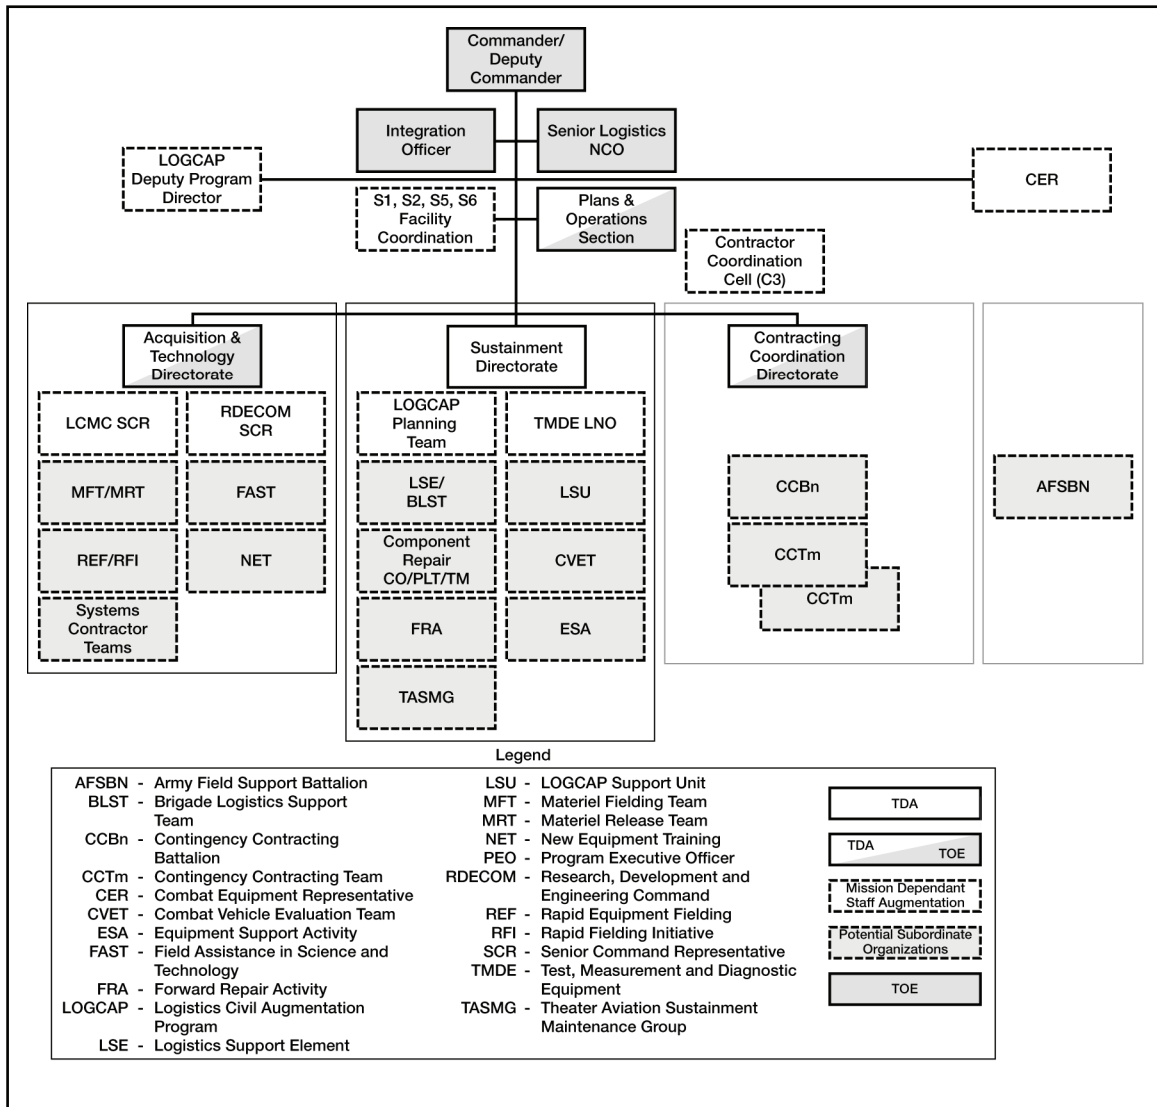 Commander/
Deputy
Commander
Integration
Officer
Senior Logistics
NCO
LOGCAP
Deputy Program
Director
CER
S1, S2, S5, S6
Facility
Coordination
Plans &
Operations
Section
Contractor
Coordination
Cell (C3)
Acquisition &
Technology
Directorate
Sustainment
Directorate
Contracting
Coordination
Directorate
LCMC SCR
RDECOM
SCR
LOGCAP
Planning
Team
TMDE LNO
MFT/MRT
FAST
LSE/
BLST
LSU
CCBn
AFSBN
REF/RFI
NET
Component
Repair
CO/PLT/TM
CVET
CCTm
CCTm
Systems
Contractor
Teams
FRA
ESA
TASMG
Legend
AFSBN - Army Field Support Battalion
BLST - Brigade Logistics Support
Team
CCBn - Contingency Contracting
Battalion
CCTm - Contingency Contracting Team
CER - Combat Equipment Representative
CVET - Combat Vehicle Evaluation Team
ESA - Equipment Support Activity
FAST - Field Assistance in Science and
Technology
FRA - Forward Repair Activity
LOGCAP - Logistics Civil Augmentation
Program
LSE - Logistics Support Element
LSU - LOGCAP Support Unit
MFT - Materiel Fielding Team
MRT - Materiel Release Team
NET - New Equipment Training
PEO - Program Executive Officer
RDECOM - Research, Development and
Engineering Command
REF - Rapid Equipment Fielding
RFI - Rapid Fielding Initiative
SCR - Senior Command Representative
TMDE - Test, Measurement and Diagnostic
Equipment
TASMG - Theater Aviation Sustainment
Maintenance Group
TDA
TDA
TOE
Mission Dependant
Staff Augmentation
Potential Subordinate
Organizations
TOE